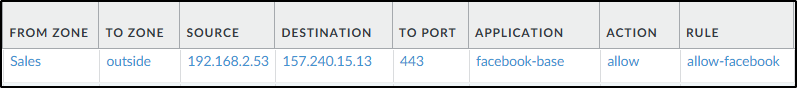 FROM ZONE TO ZONE SOURCE DESTINATION TO PORT APPLICATION ACTION RULE
Sales outside 192.168.2.53 157.240.15.13 443 facebook-base allow allow-facebook